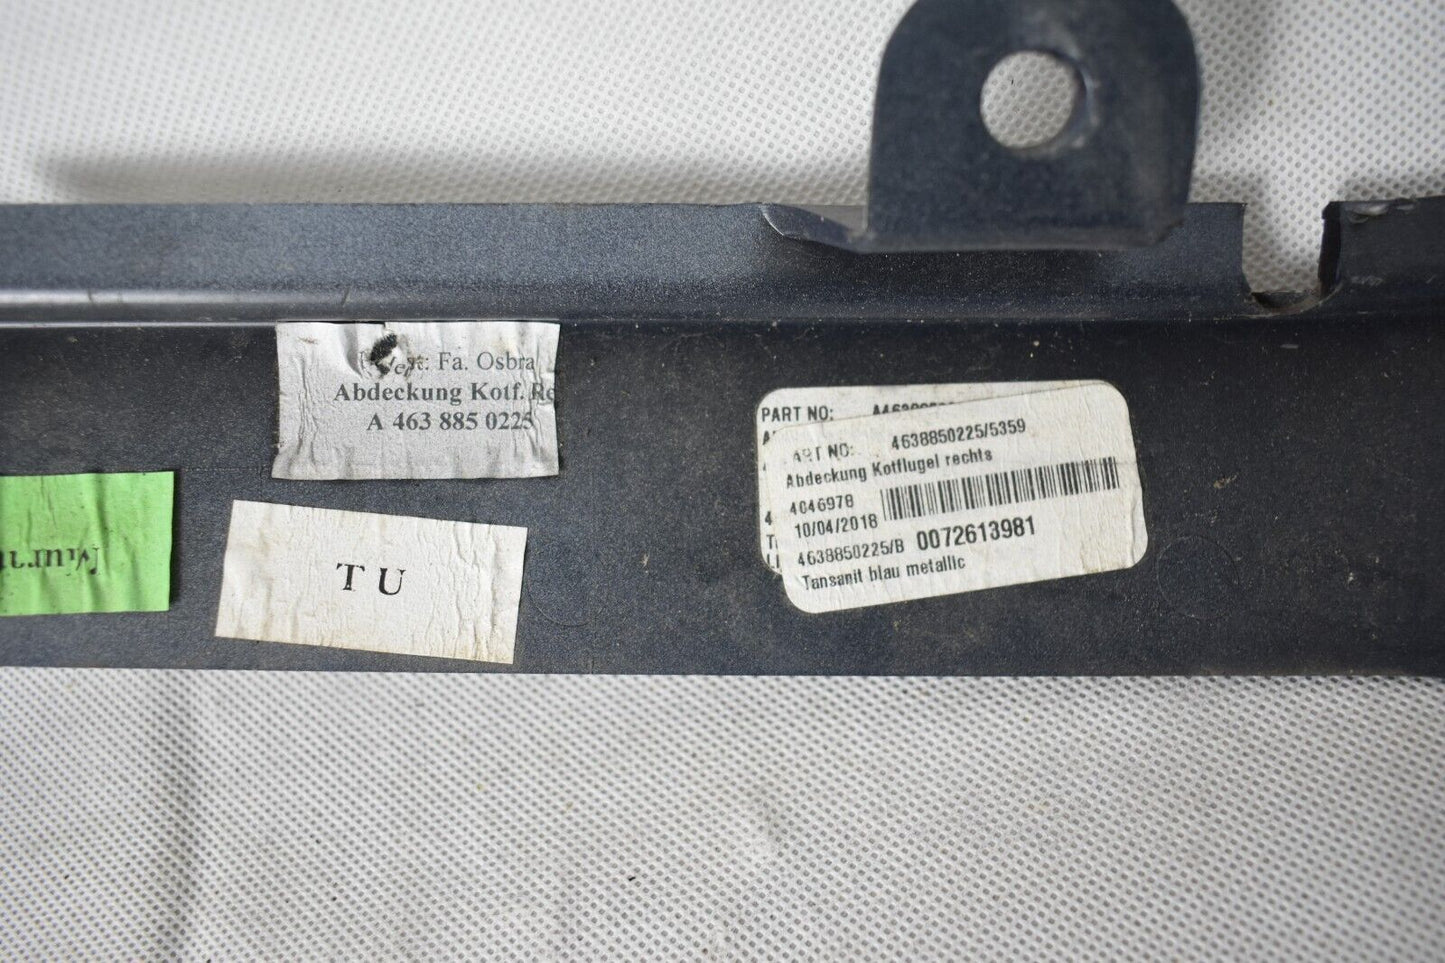 Fa. Osbra
Abdeckung Kotf. Re
A 463 885 0225
TU
PART NO:
ART NO: 4638850225/5359
Abdeckung Kotflugel rechts
4046978
10/04/2018
4638850225/B 0072613981
Tansanit blau metallic